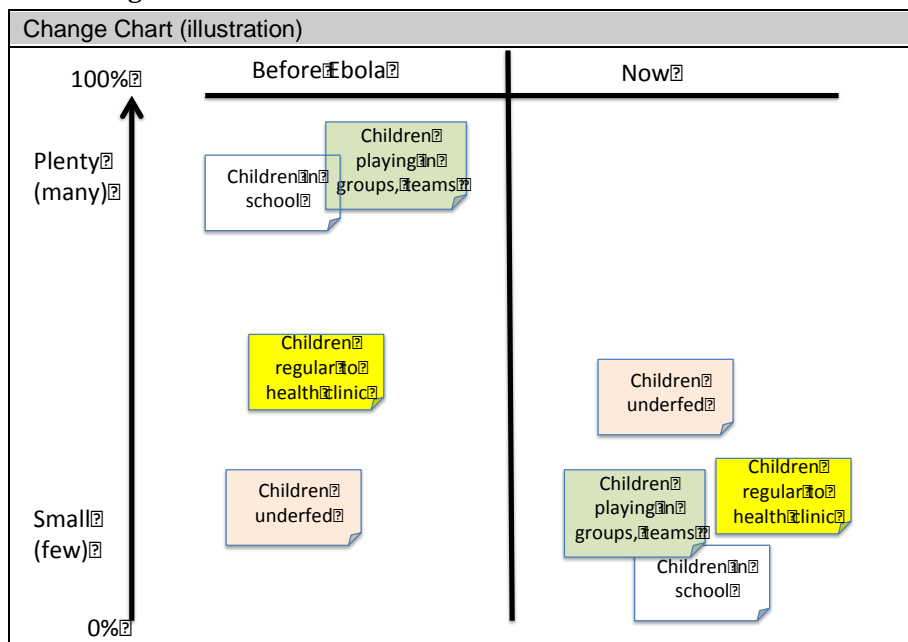 Change Chart (illustration)
100%
Before Ebola
Now
Plenty
(many)
Children in
school
Children
playing in
groups, teams
Children
regular to
health clinic
Children
underfed
Children
underfed
Children
playing in
groups, teams
Children
regular to
health clinic
Small
(few)
Children in
school
0%